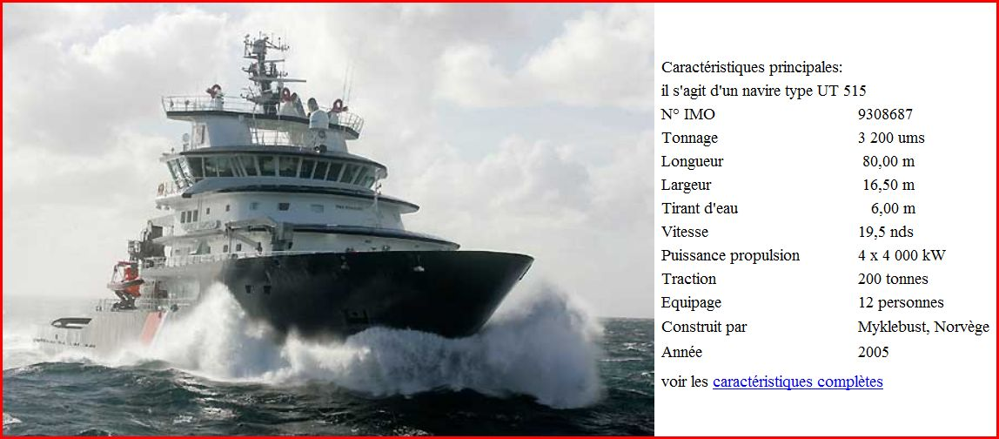 Caractéristiques principales:
il s'agit d'un navire type UT 515
N° IMO 9308687
Tonnage 3 200 ums
Longueur 80,00 m
Largeur 16,50 m
Tirant d'eau 6,00 m
Vitesse 19,5 nds
Puissance propulsion 4 x 4 000 kW
Traction 200 tonnes
Equipage 12 personnes
Construit par Myklebust, Norvège
Année 2005
voir les caractéristiques complètes